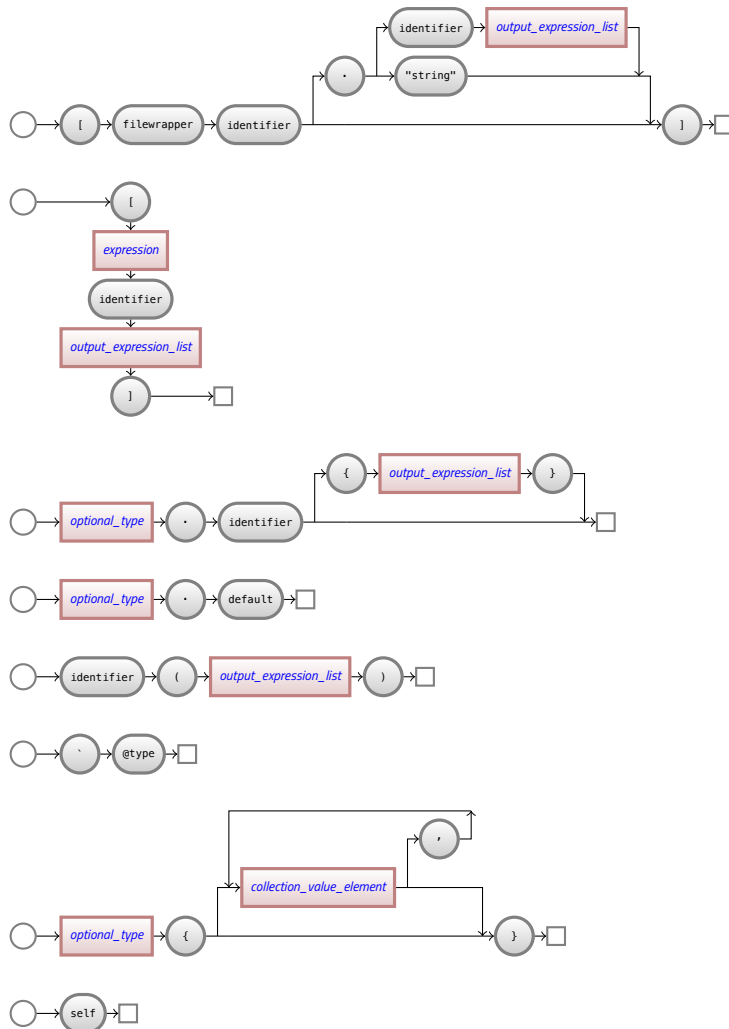 identifier output_expression_list
. "string"
[ filewrapper identifier ]
[
expression
identifier
output_expression_list
]
{ output_expression_list }
optional_type . identifier
optional_type . default
identifier ( output_expression_list )
` @type
,
collection_value_element
optional_type { }
self